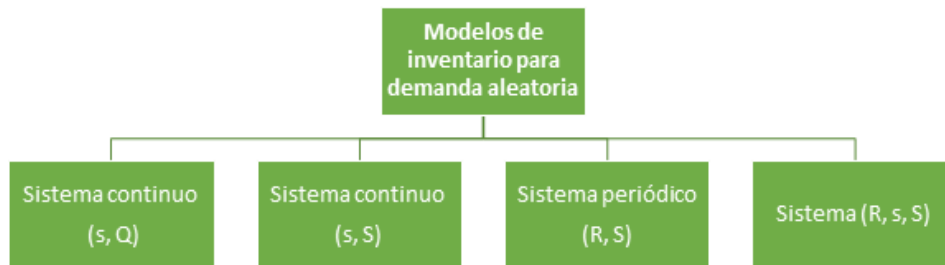 Modelos de
inventario para
demanda aleatoria
Sistema continuo
(s, Q)
Sistema continuo
(s, S)
Sistema periódico
(R, S)
Sistema (R, s, S)